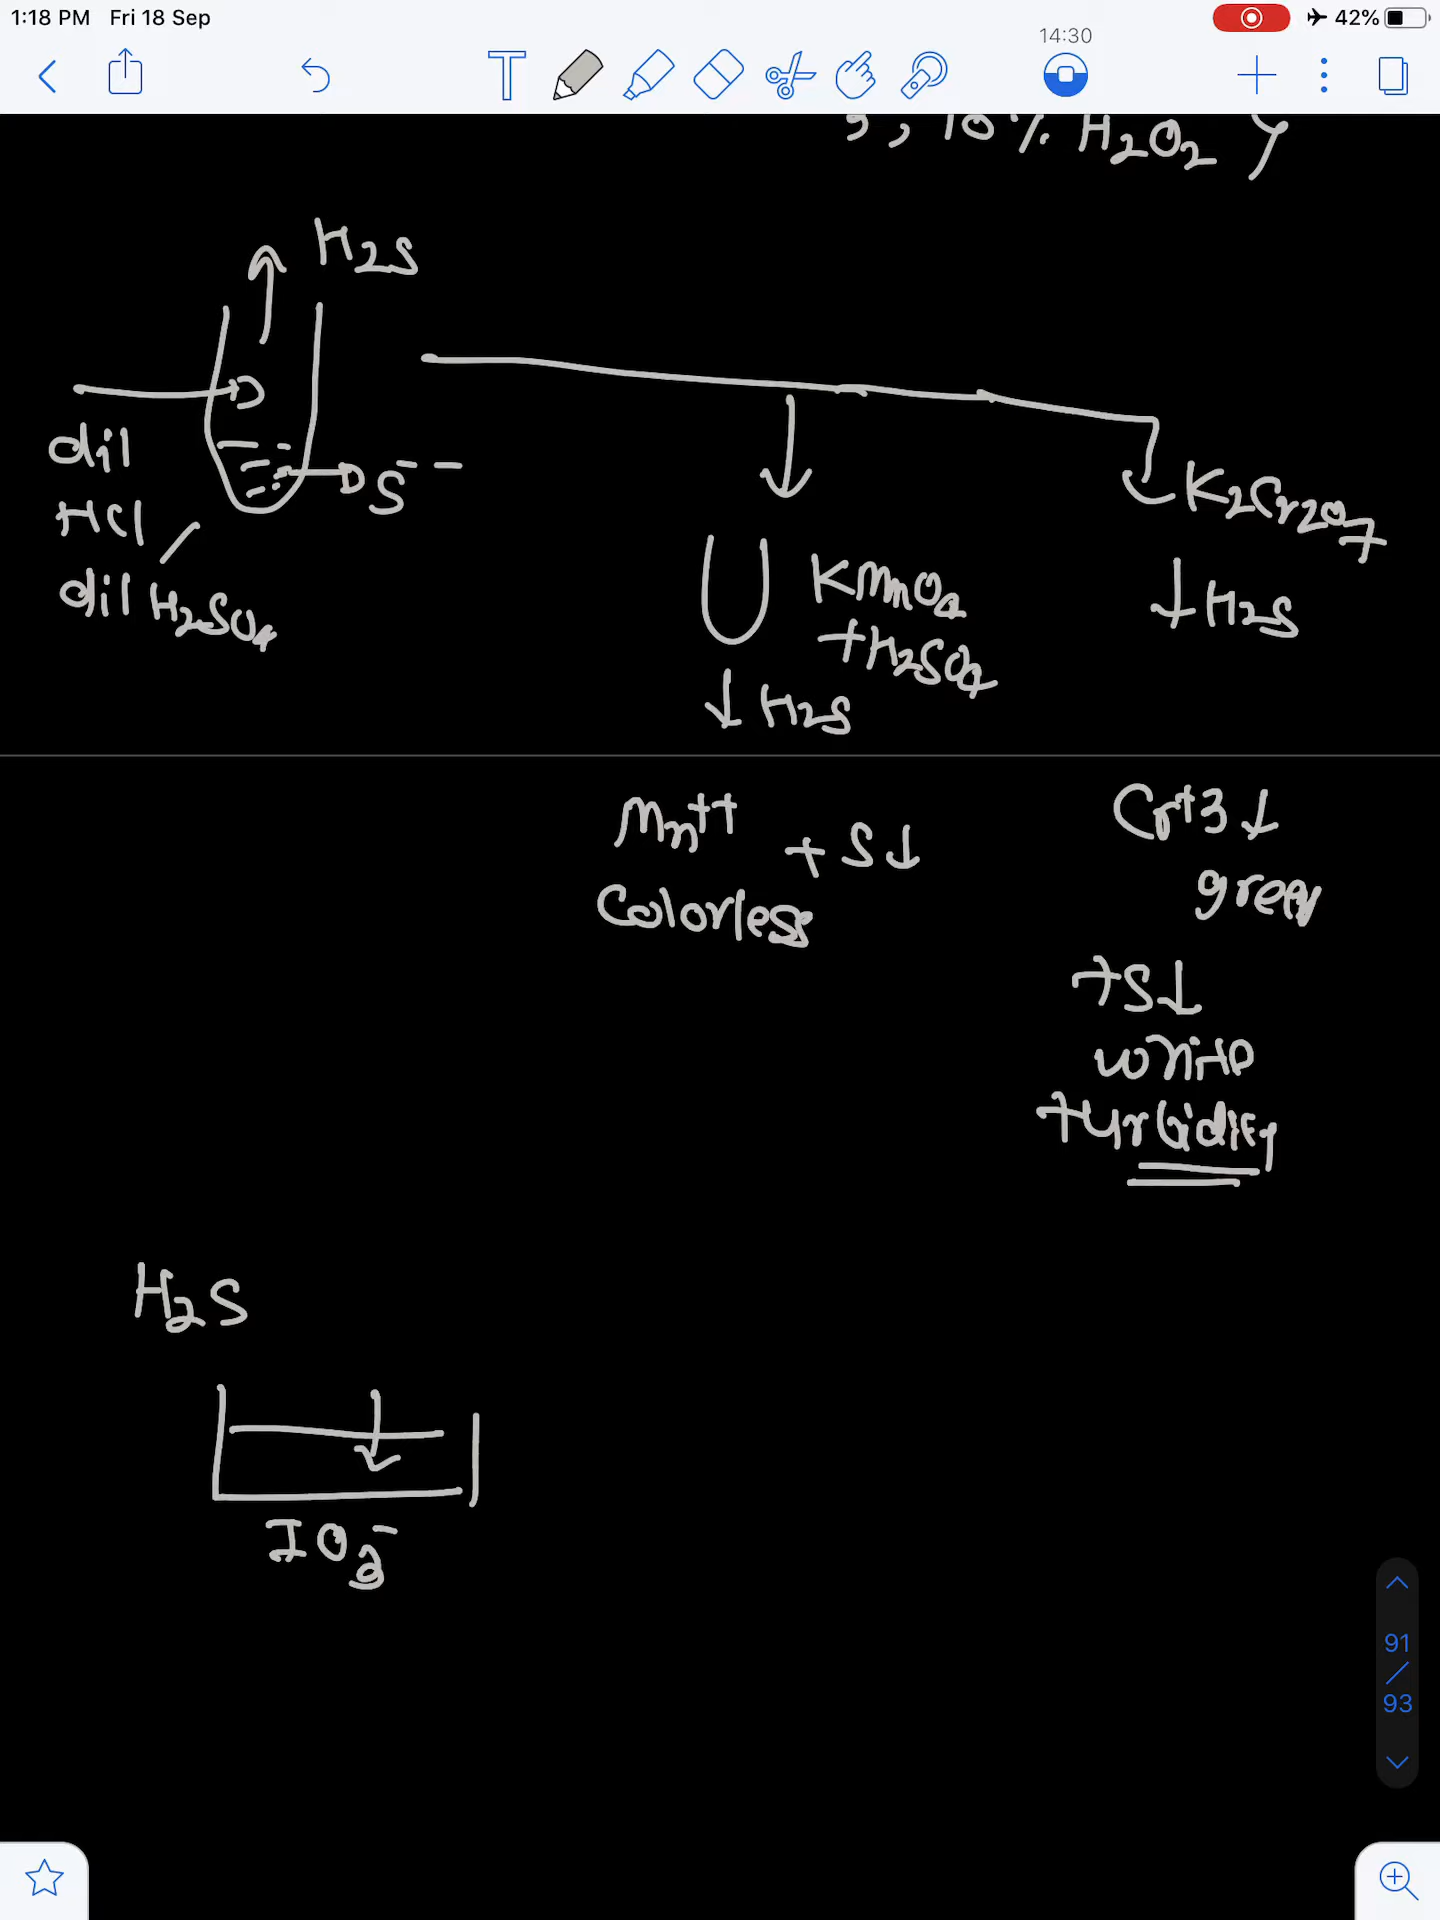 1:18 PM Fri 18 Sep
42%
14:30
T
, 10% H2O2 y
H2S
dil
HCl /
dil H2SO4
S--
KMnO4
+H2SO4
↓ H2S
K2Cr2O7
↓ H2S
Mn++ + S↓
Colorless
Cr+3 ↓
green
+S↓
white
turbidity
H2S
IO3-
91
/
93